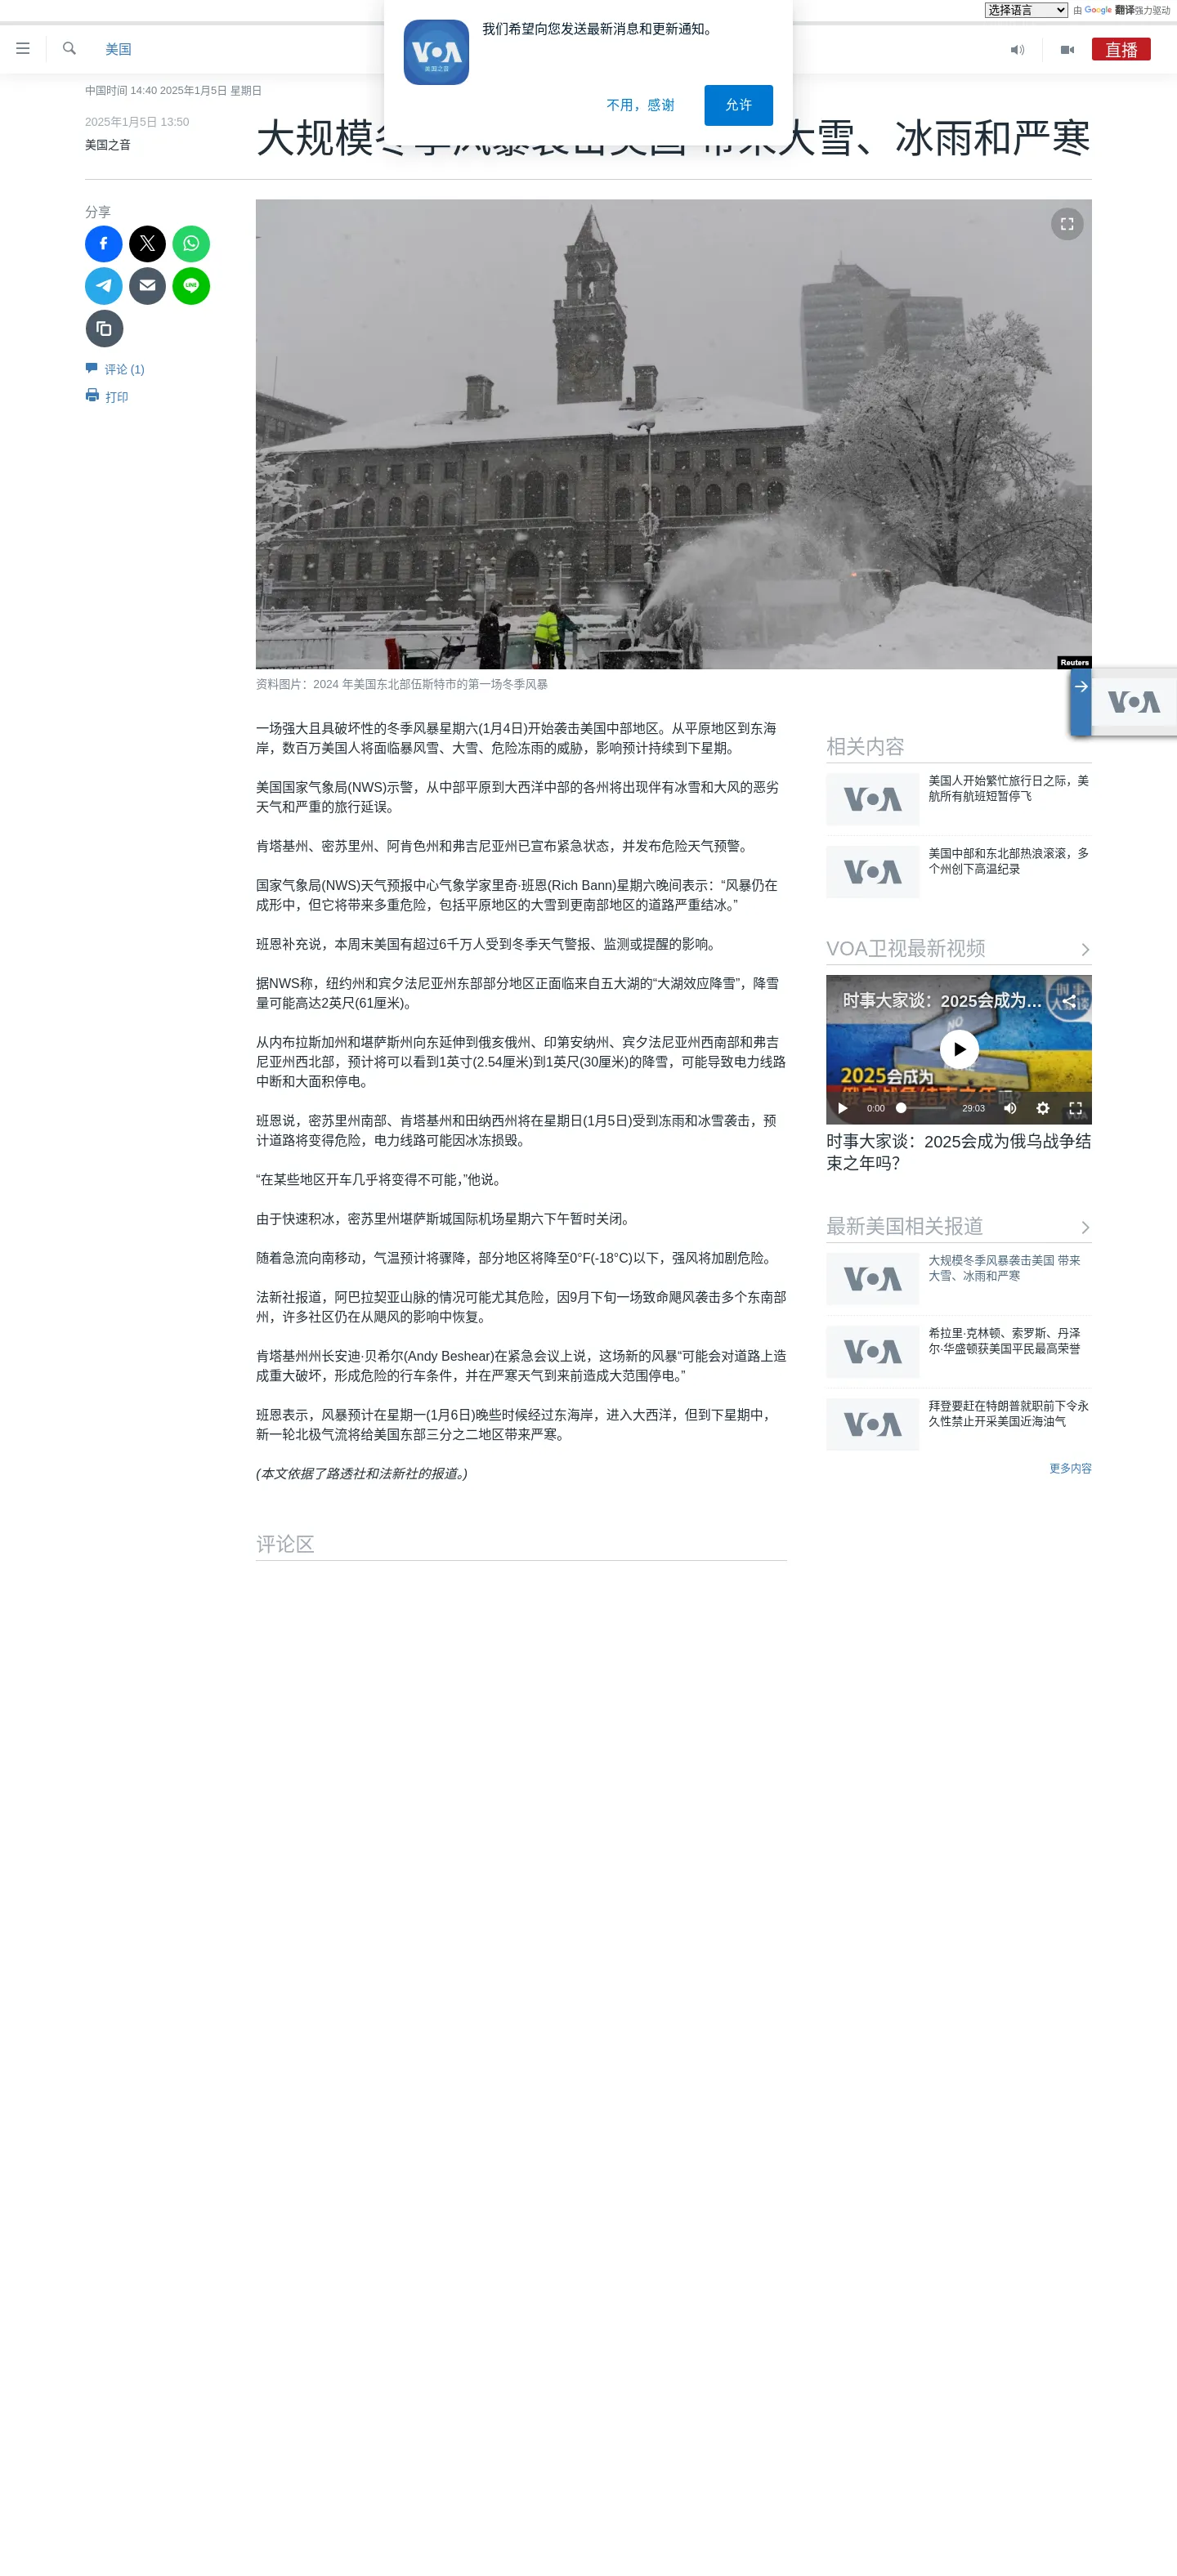 选择语言
由 Google 翻译强力驱动
美国
直播
VOA
美国之音
我们希望向您发送最新消息和更新通知。
不用，感谢
允许
中国时间 14:40 2025年1月5日 星期日
2025年1月5日 13:50
美国之音
大规模冬季风暴袭击美国 带来大雪、冰雨和严寒
分享
LINE
评论 (1)
打印
Reuters
资料图片：2024 年美国东北部伍斯特市的第一场冬季风暴
一场强大且具破坏性的冬季风暴星期六(1月4日)开始袭击美国中部地区。从平原地区到东海
岸，数百万美国人将面临暴风雪、大雪、危险冻雨的威胁，影响预计持续到下星期。
美国国家气象局(NWS)示警，从中部平原到大西洋中部的各州将出现伴有冰雪和大风的恶劣
天气和严重的旅行延误。
肯塔基州、密苏里州、阿肯色州和弗吉尼亚州已宣布紧急状态，并发布危险天气预警。
国家气象局(NWS)天气预报中心气象学家里奇·班恩(Rich Bann)星期六晚间表示：“风暴仍在
成形中，但它将带来多重危险，包括平原地区的大雪到更南部地区的道路严重结冰。”
班恩补充说，本周末美国有超过6千万人受到冬季天气警报、监测或提醒的影响。
据NWS称，纽约州和宾夕法尼亚州东部部分地区正面临来自五大湖的“大湖效应降雪”，降雪
量可能高达2英尺(61厘米)。
从内布拉斯加州和堪萨斯州向东延伸到俄亥俄州、印第安纳州、宾夕法尼亚州西南部和弗吉
尼亚州西北部，预计将可以看到1英寸(2.54厘米)到1英尺(30厘米)的降雪，可能导致电力线路
中断和大面积停电。
班恩说，密苏里州南部、肯塔基州和田纳西州将在星期日(1月5日)受到冻雨和冰雪袭击，预
计道路将变得危险，电力线路可能因冰冻损毁。
“在某些地区开车几乎将变得不可能，”他说。
由于快速积冰，密苏里州堪萨斯城国际机场星期六下午暂时关闭。
随着急流向南移动，气温预计将骤降，部分地区将降至0°F(-18°C)以下，强风将加剧危险。
法新社报道，阿巴拉契亚山脉的情况可能尤其危险，因9月下旬一场致命飓风袭击多个东南部
州，许多社区仍在从飓风的影响中恢复。
肯塔基州州长安迪·贝希尔(Andy Beshear)在紧急会议上说，这场新的风暴“可能会对道路上造
成重大破坏，形成危险的行车条件，并在严寒天气到来前造成大范围停电。”
班恩表示，风暴预计在星期一(1月6日)晚些时候经过东海岸，进入大西洋，但到下星期中，
新一轮北极气流将给美国东部三分之二地区带来严寒。
(本文依据了路透社和法新社的报道。)
评论区
VOA
相关内容
VOA
美国人开始繁忙旅行日之际，美
航所有航班短暂停飞
VOA
美国中部和东北部热浪滚滚，多
个州创下高温纪录
VOA卫视最新视频
时事大家谈：2025会成为...
时事
大家谈
NO
2025会成为
俄乌战争结束之年吗?
0:00
29:03
VOA
时事大家谈：2025会成为俄乌战争结
束之年吗？
最新美国相关报道
VOA
大规模冬季风暴袭击美国 带来
大雪、冰雨和严寒
VOA
希拉里·克林顿、索罗斯、丹泽
尔·华盛顿获美国平民最高荣誉
VOA
拜登要赶在特朗普就职前下令永
久性禁止开采美国近海油气
更多内容